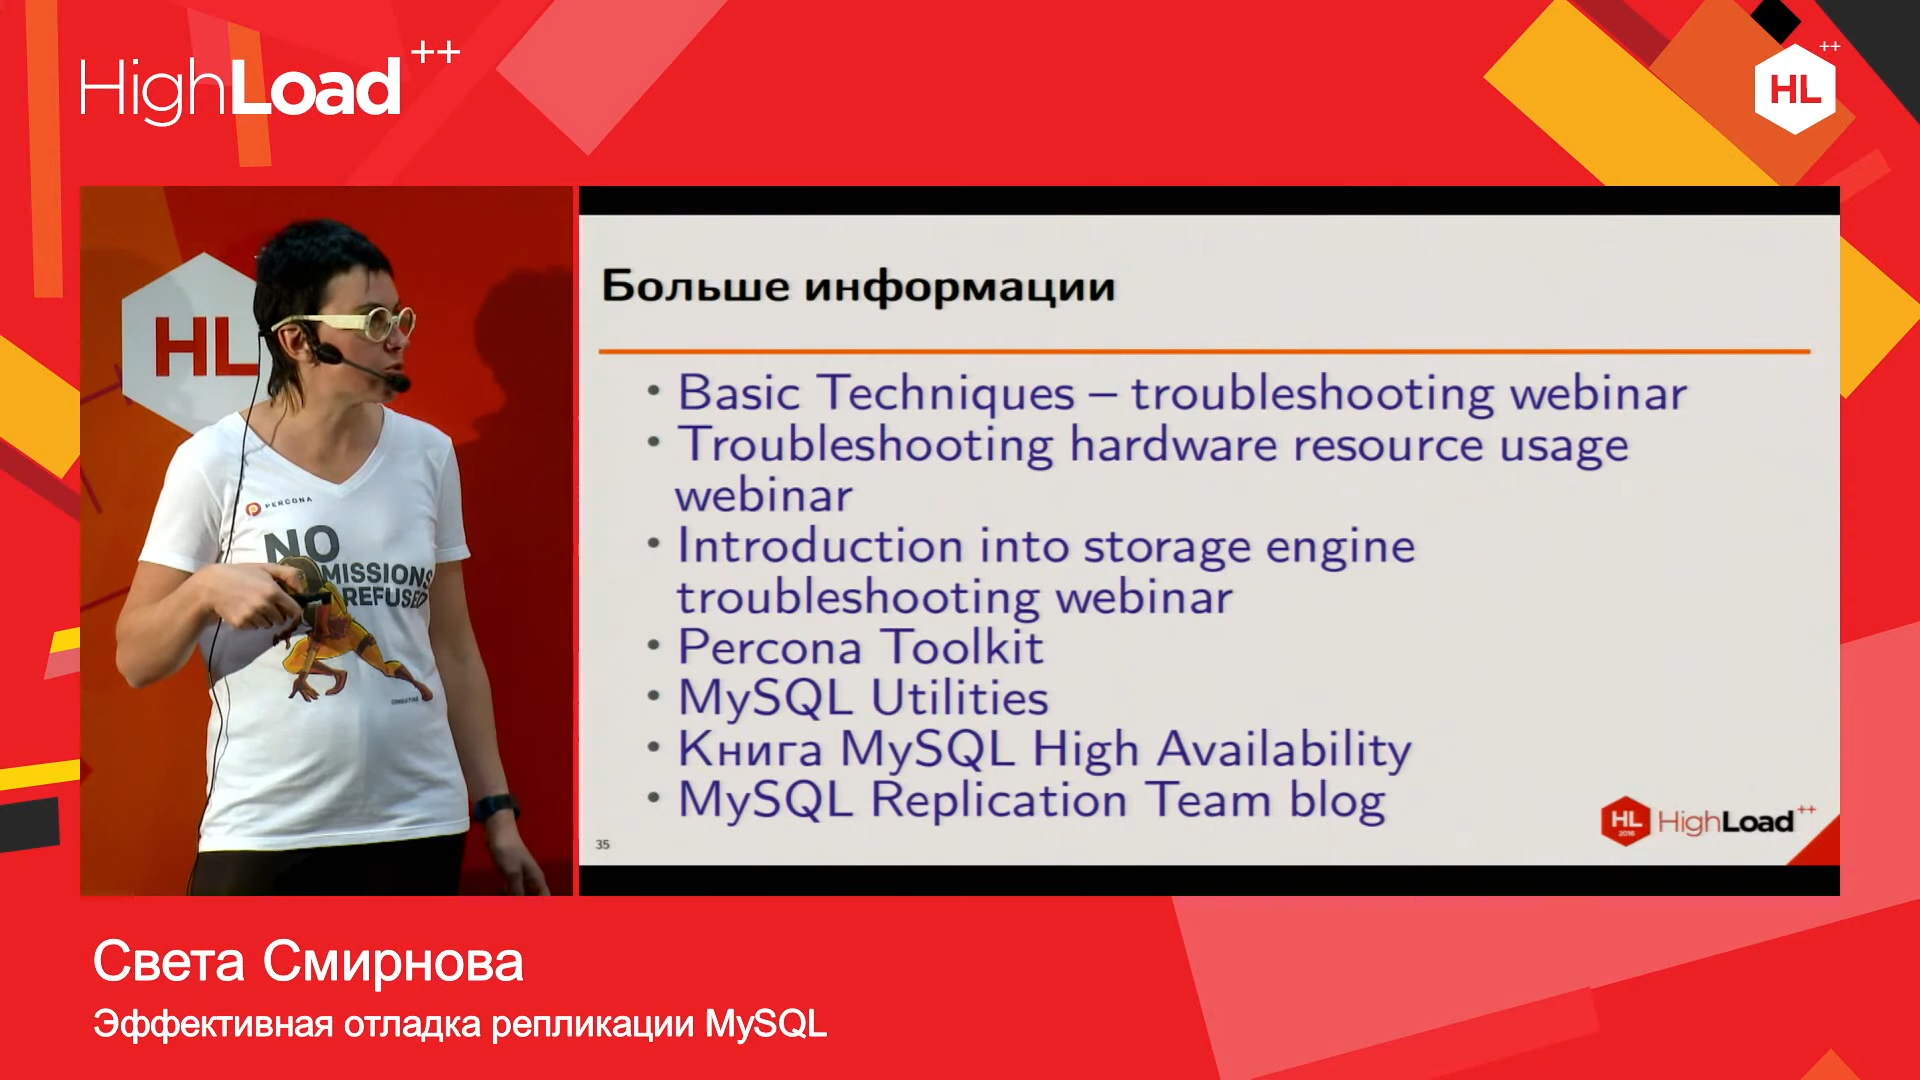 HighLoad++
HL++
HL
PERCONA
NO
MISSIONS
REFUSED
CONSULTING
Больше информации
• Basic Techniques – troubleshooting webinar
• Troubleshooting hardware resource usage
webinar
• Introduction into storage engine
troubleshooting webinar
• Percona Toolkit
• MySQL Utilities
• Книга MySQL High Availability
• MySQL Replication Team blog
35
HL
2016
HighLoad++
Света Смирнова
Эффективная отладка репликации MySQL